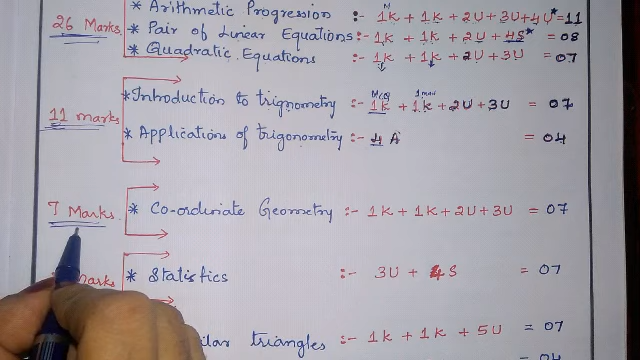 * Arithmetic Progression :- 1K + 1K + 2U + 3U + 4U* = 11
26 Marks * Pair of Linear Equations :- 1K + 1K + 2U + 4S* = 08
* Quadratic Equations :- 1K + 1K + 2U + 3U = 07
MCQ
* Introduction to trignometry :- 1K + 1K + 2U + 3U = 07
11 marks
* Applications of trigonometry :- 4 A = 04
7 Marks * Co-ordinate Geometry :- 1K + 1K + 2U + 3U = 07
marks * Statistics :- 3U + 4S = 07
triangles :- 1K + 1K + 5U = 07